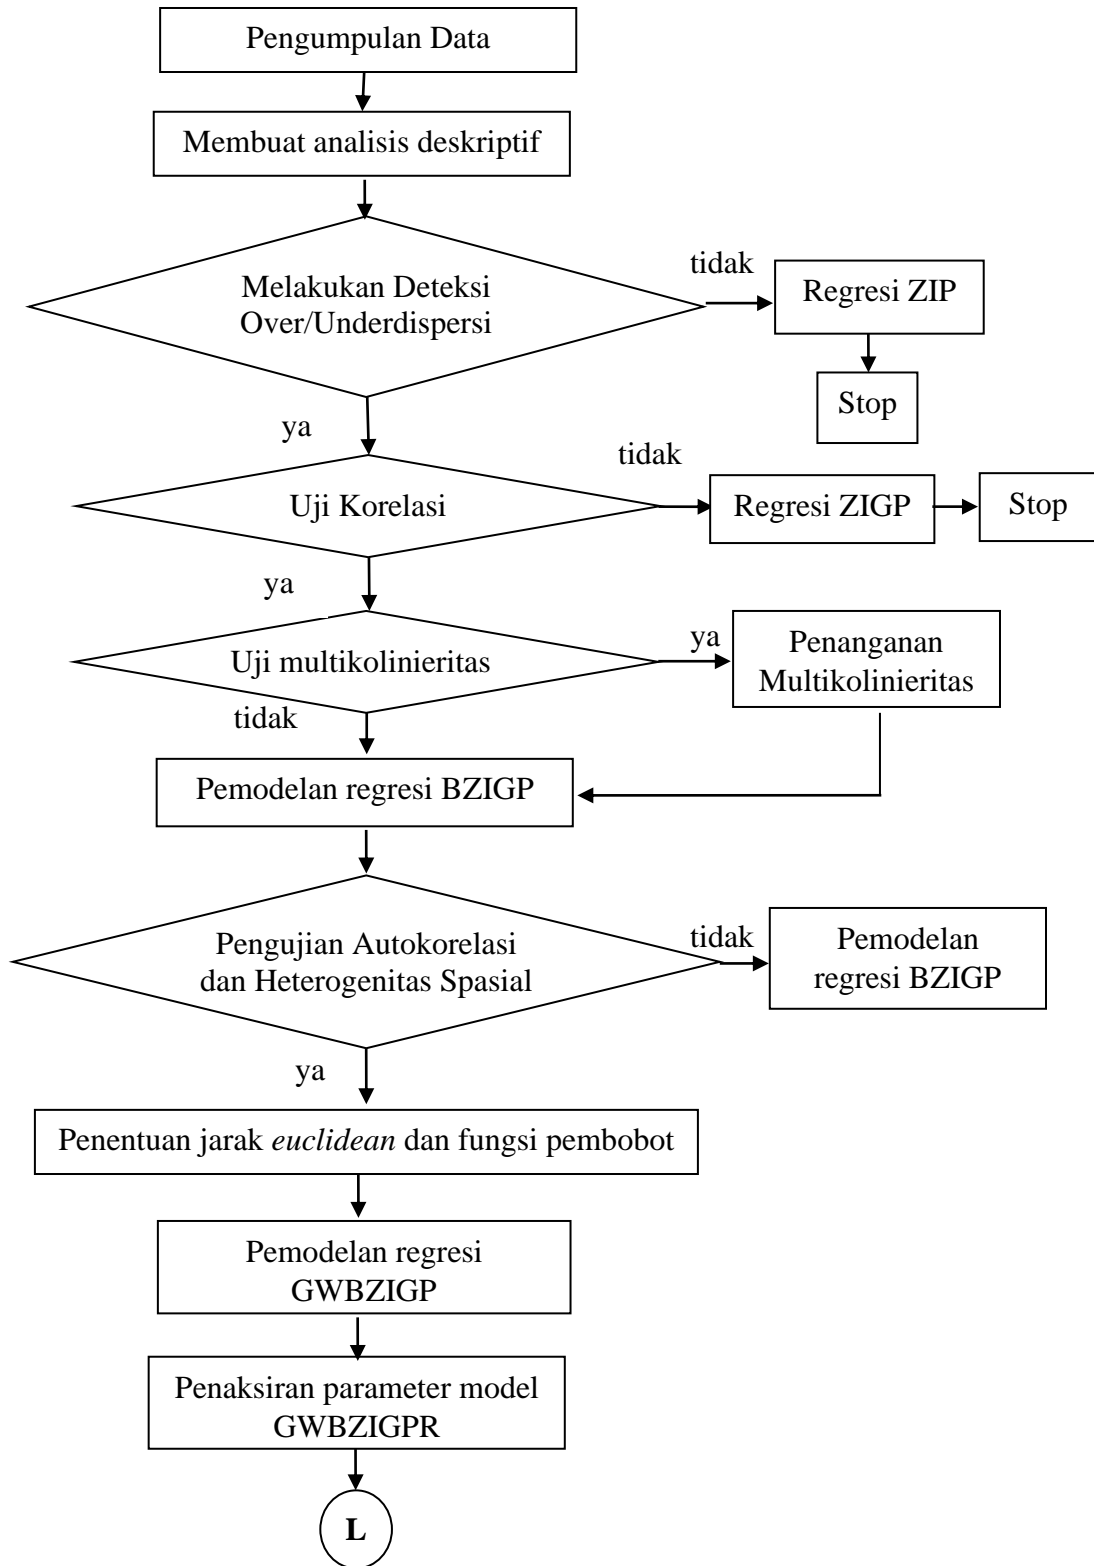 Pengumpulan Data
Membuat analisis deskriptif
Melakukan Deteksi
Over/Underdispersi
tidak
Regresi ZIP
Stop
ya
Uji Korelasi
tidak
Regresi ZIGP
Stop
ya
Uji multikolinieritas
ya
Penanganan
Multikolinieritas
tidak
Pemodelan regresi BZIGP
Pengujian Autokorelasi
dan Heterogenitas Spasial
tidak
Pemodelan
regresi BZIGP
ya
Penentuan jarak euclidean dan fungsi pembobot
Pemodelan regresi
GWBZIGP
Penaksiran parameter model
GWBZIGPR
L